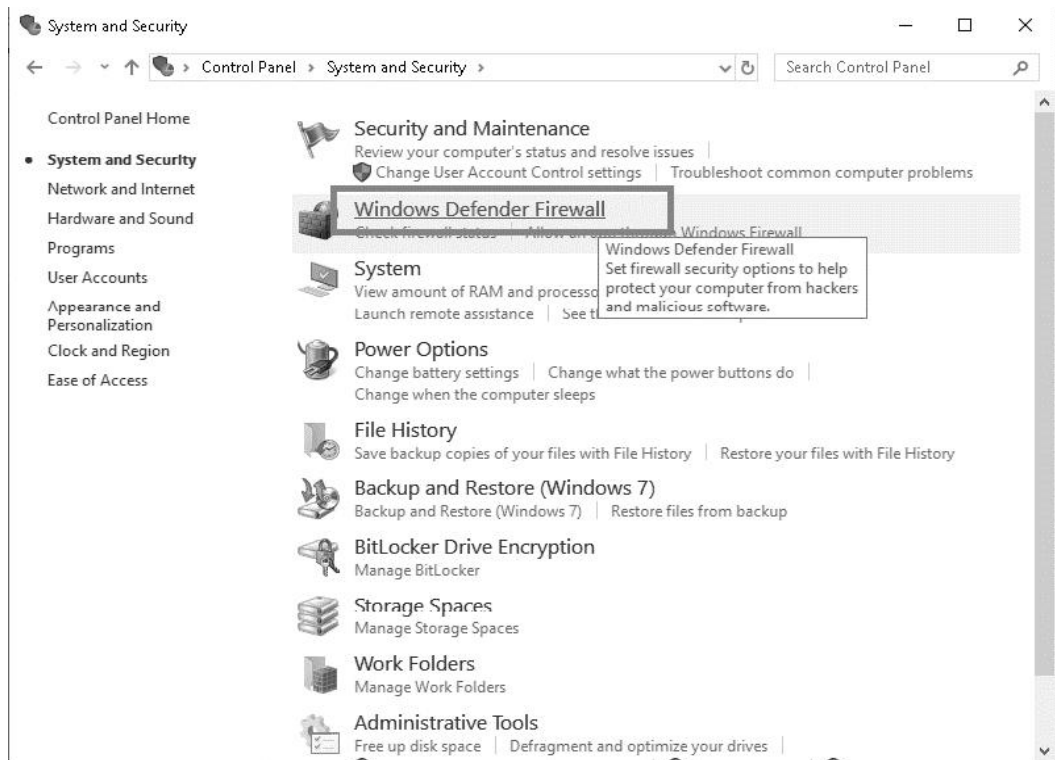 System and Security
Control Panel > System and Security >
Search Control Panel
Control Panel Home
System and Security
Network and Internet
Hardware and Sound
Programs
User Accounts
Appearance and
Personalization
Clock and Region
Ease of Access
Security and Maintenance
Review your computer's status and resolve issues
Change User Account Control settings
Troubleshoot common computer problems
Windows Defender Firewall
Check firewall status
Windows Firewall
Windows Defender Firewall
Set firewall security options to help
protect your computer from hackers
and malicious software.
System
View amount of RAM and
Launch remote assistance
See
Power Options
Change battery settings
Change what the power buttons do
Change when the computer sleeps
File History
Save backup copies of your files with File History
Restore your files with File History
Backup and Restore (Windows 7)
Backup and Restore (Windows 7)
Restore files from backup
BitLocker Drive Encryption
Manage BitLocker
Storage Spaces
Manage Storage Spaces
Work Folders
Manage Work Folders
Administrative Tools
Free up disk space
Defragment and optimize your drives